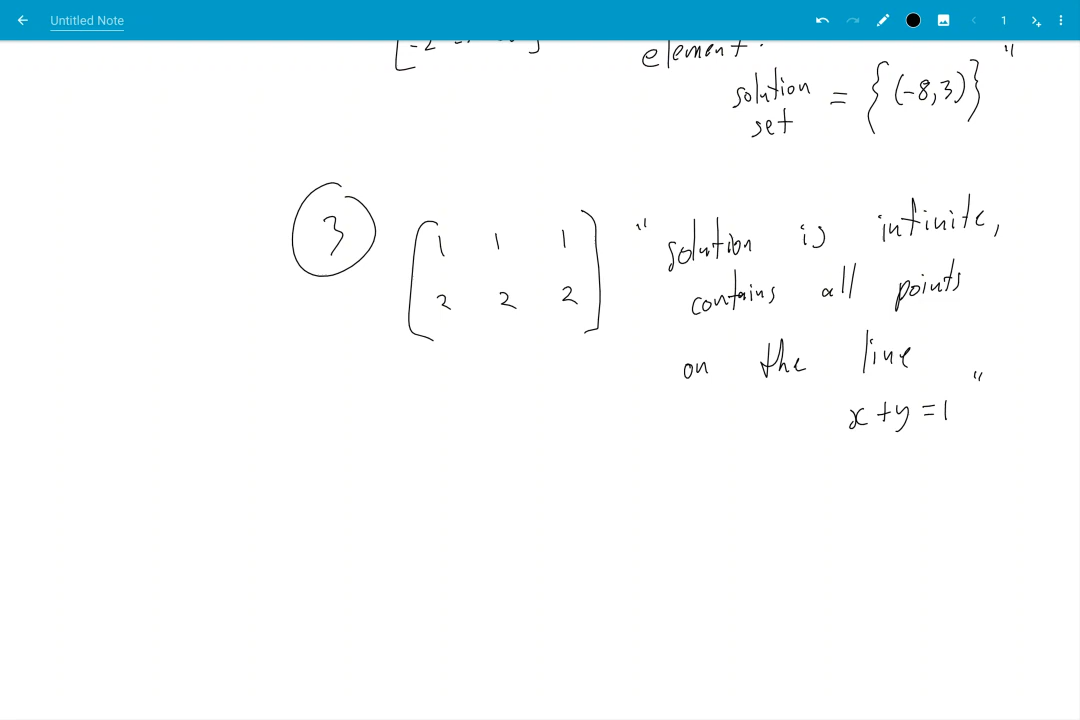 Untitled Note
1
element.
"
solution = {(-8,3)}
set
3 [1 1 1 "solution is infinite,
2 2 2] contains all points
on the line
x+y=1"